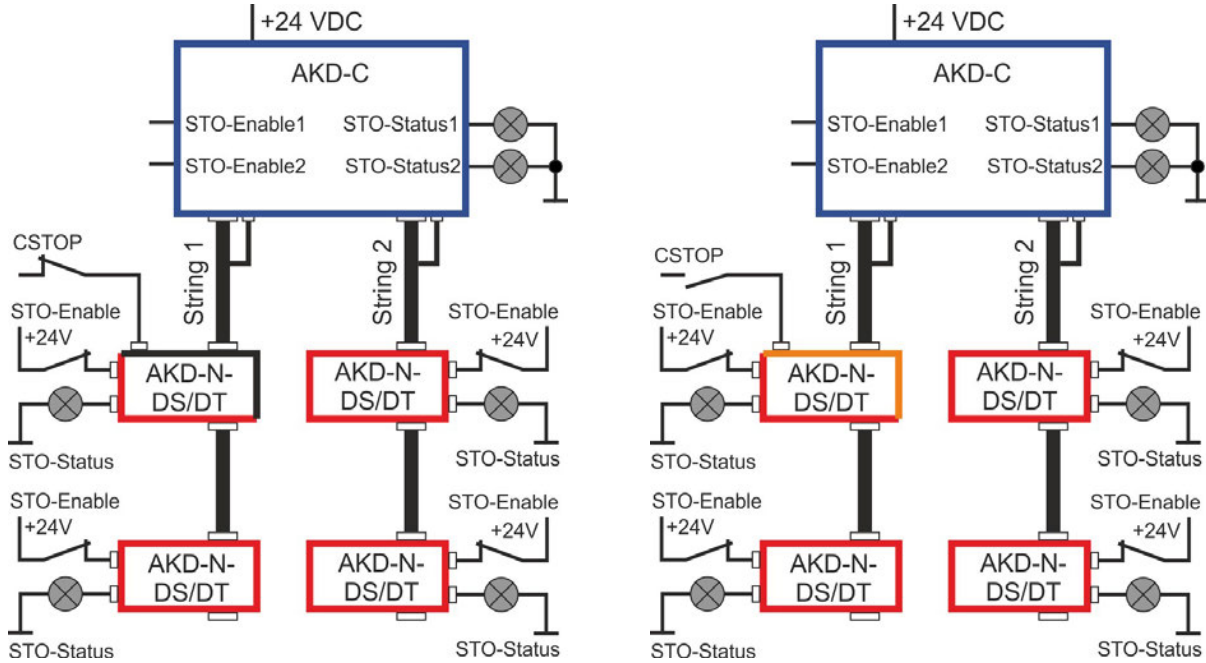 +24 VDC
AKD-C
STO-Enable1
STO-Status1
STO-Enable2
STO-Status2
CSTOP
String 1
String 2
STO-Enable
+24V
STO-Enable
+24V
AKD-N-
DS/DT
AKD-N-
DS/DT
STO-Status
STO-Status
STO-Enable
+24V
STO-Enable
+24V
AKD-N-
DS/DT
AKD-N-
DS/DT
STO-Status
STO-Status
+24 VDC
AKD-C
STO-Enable1
STO-Status1
STO-Enable2
STO-Status2
CSTOP
String 1
String 2
STO-Enable
+24V
STO-Enable
+24V
AKD-N-
DS/DT
AKD-N-
DS/DT
STO-Status
STO-Status
STO-Enable
+24V
STO-Enable
+24V
AKD-N-
DS/DT
AKD-N-
DS/DT
STO-Status
STO-Status